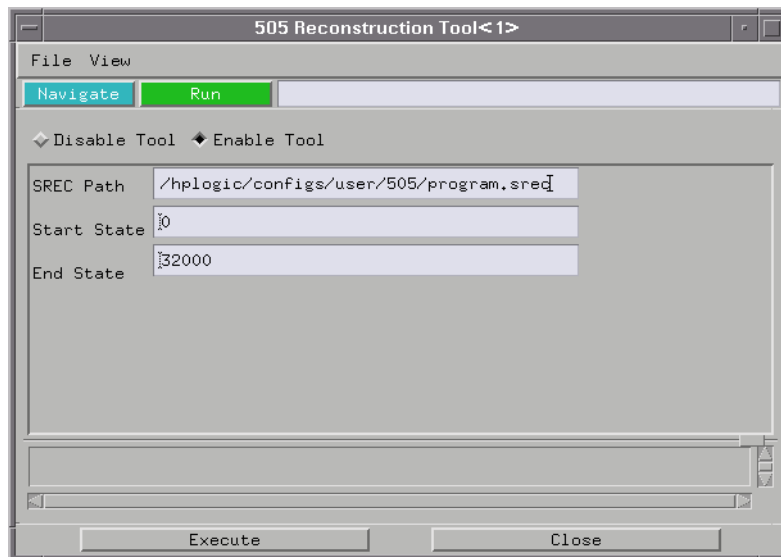 505 Reconstruction Tool<1>
File View
Navigate Run
Disable Tool Enable Tool
SREC Path /hplogic/configs/user/505/program.srec
Start State 0
End State 32000
Execute Close